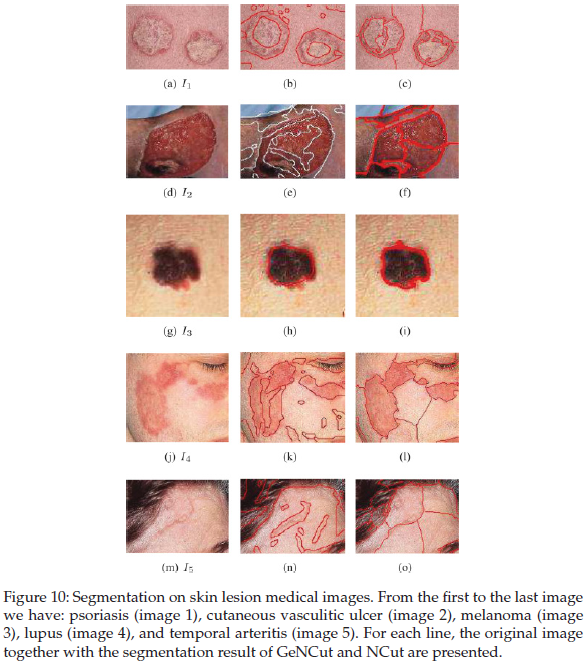 (a) I1
(b)
(c)
(d) I2
(e)
(f)
(g) I3
(h)
(i)
(j) I4
(k)
(l)
(m) I5
(n)
(o)
Figure 10: Segmentation on skin lesion medical images. From the first to the last image
we have: psoriasis (image 1), cutaneous vasculitic ulcer (image 2), melanoma (image
3), lupus (image 4), and temporal arteritis (image 5). For each line, the original image
together with the segmentation result of GeNCut and NCut are presented.